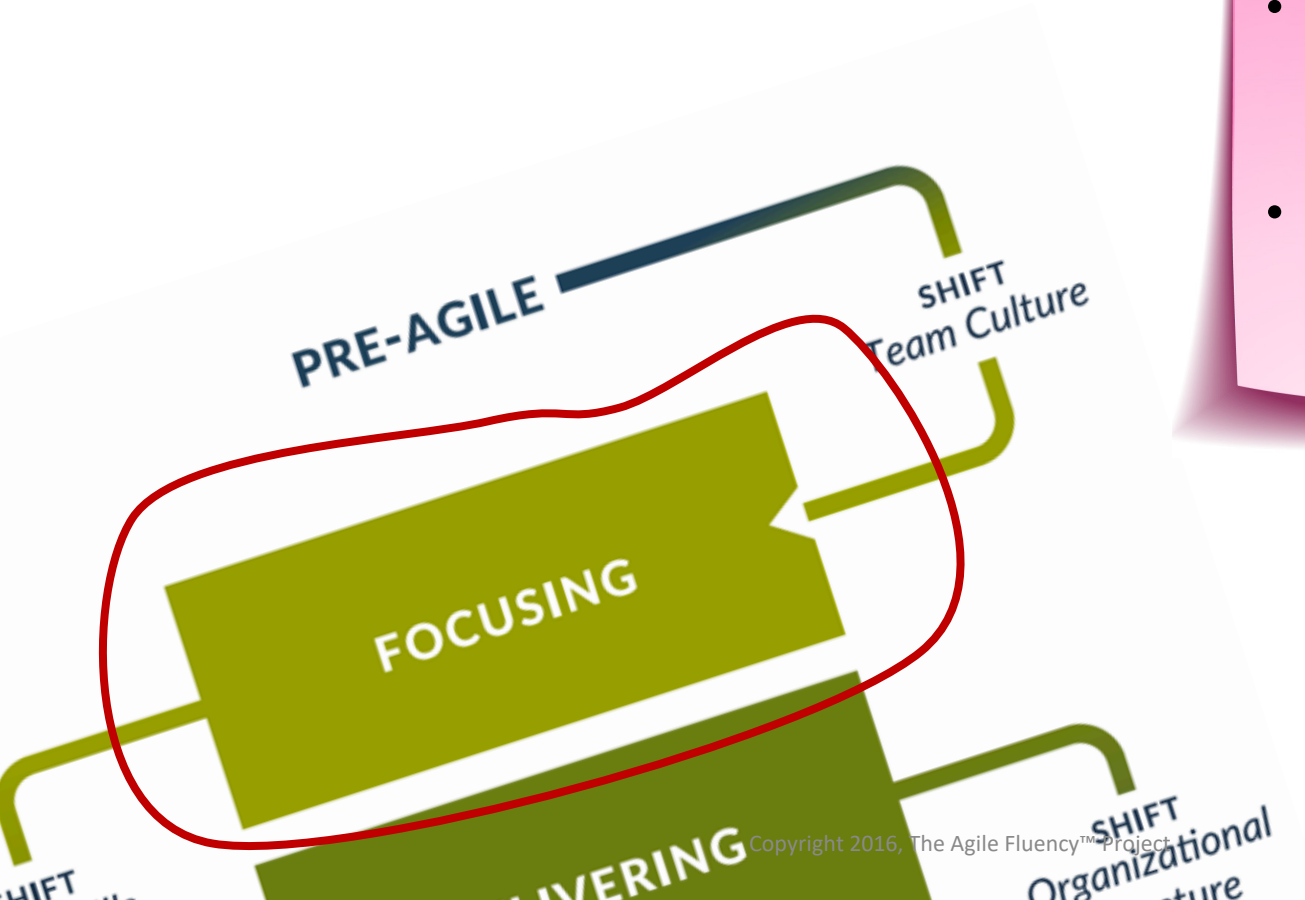 PRE-AGILE
SHIFT
Team Culture
FOCUSING
SHIFT
Organizational
Copyright 2016, The Agile Fluency™ Project